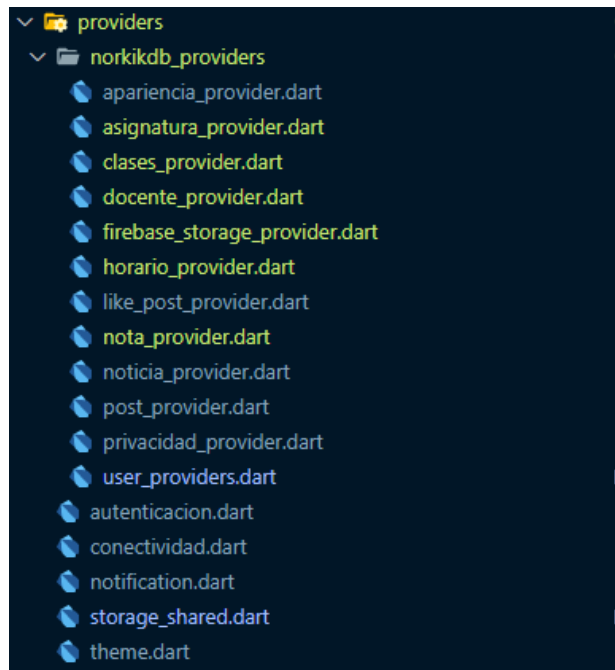 providers
norkikdb_providers
apariencia_provider.dart
asignatura_provider.dart
clases_provider.dart
docente_provider.dart
firebase_storage_provider.dart
horario_provider.dart
like_post_provider.dart
nota_provider.dart
noticia_provider.dart
post_provider.dart
privacidad_provider.dart
user_providers.dart
autenticacion.dart
conectividad.dart
notification.dart
storage_shared.dart
theme.dart